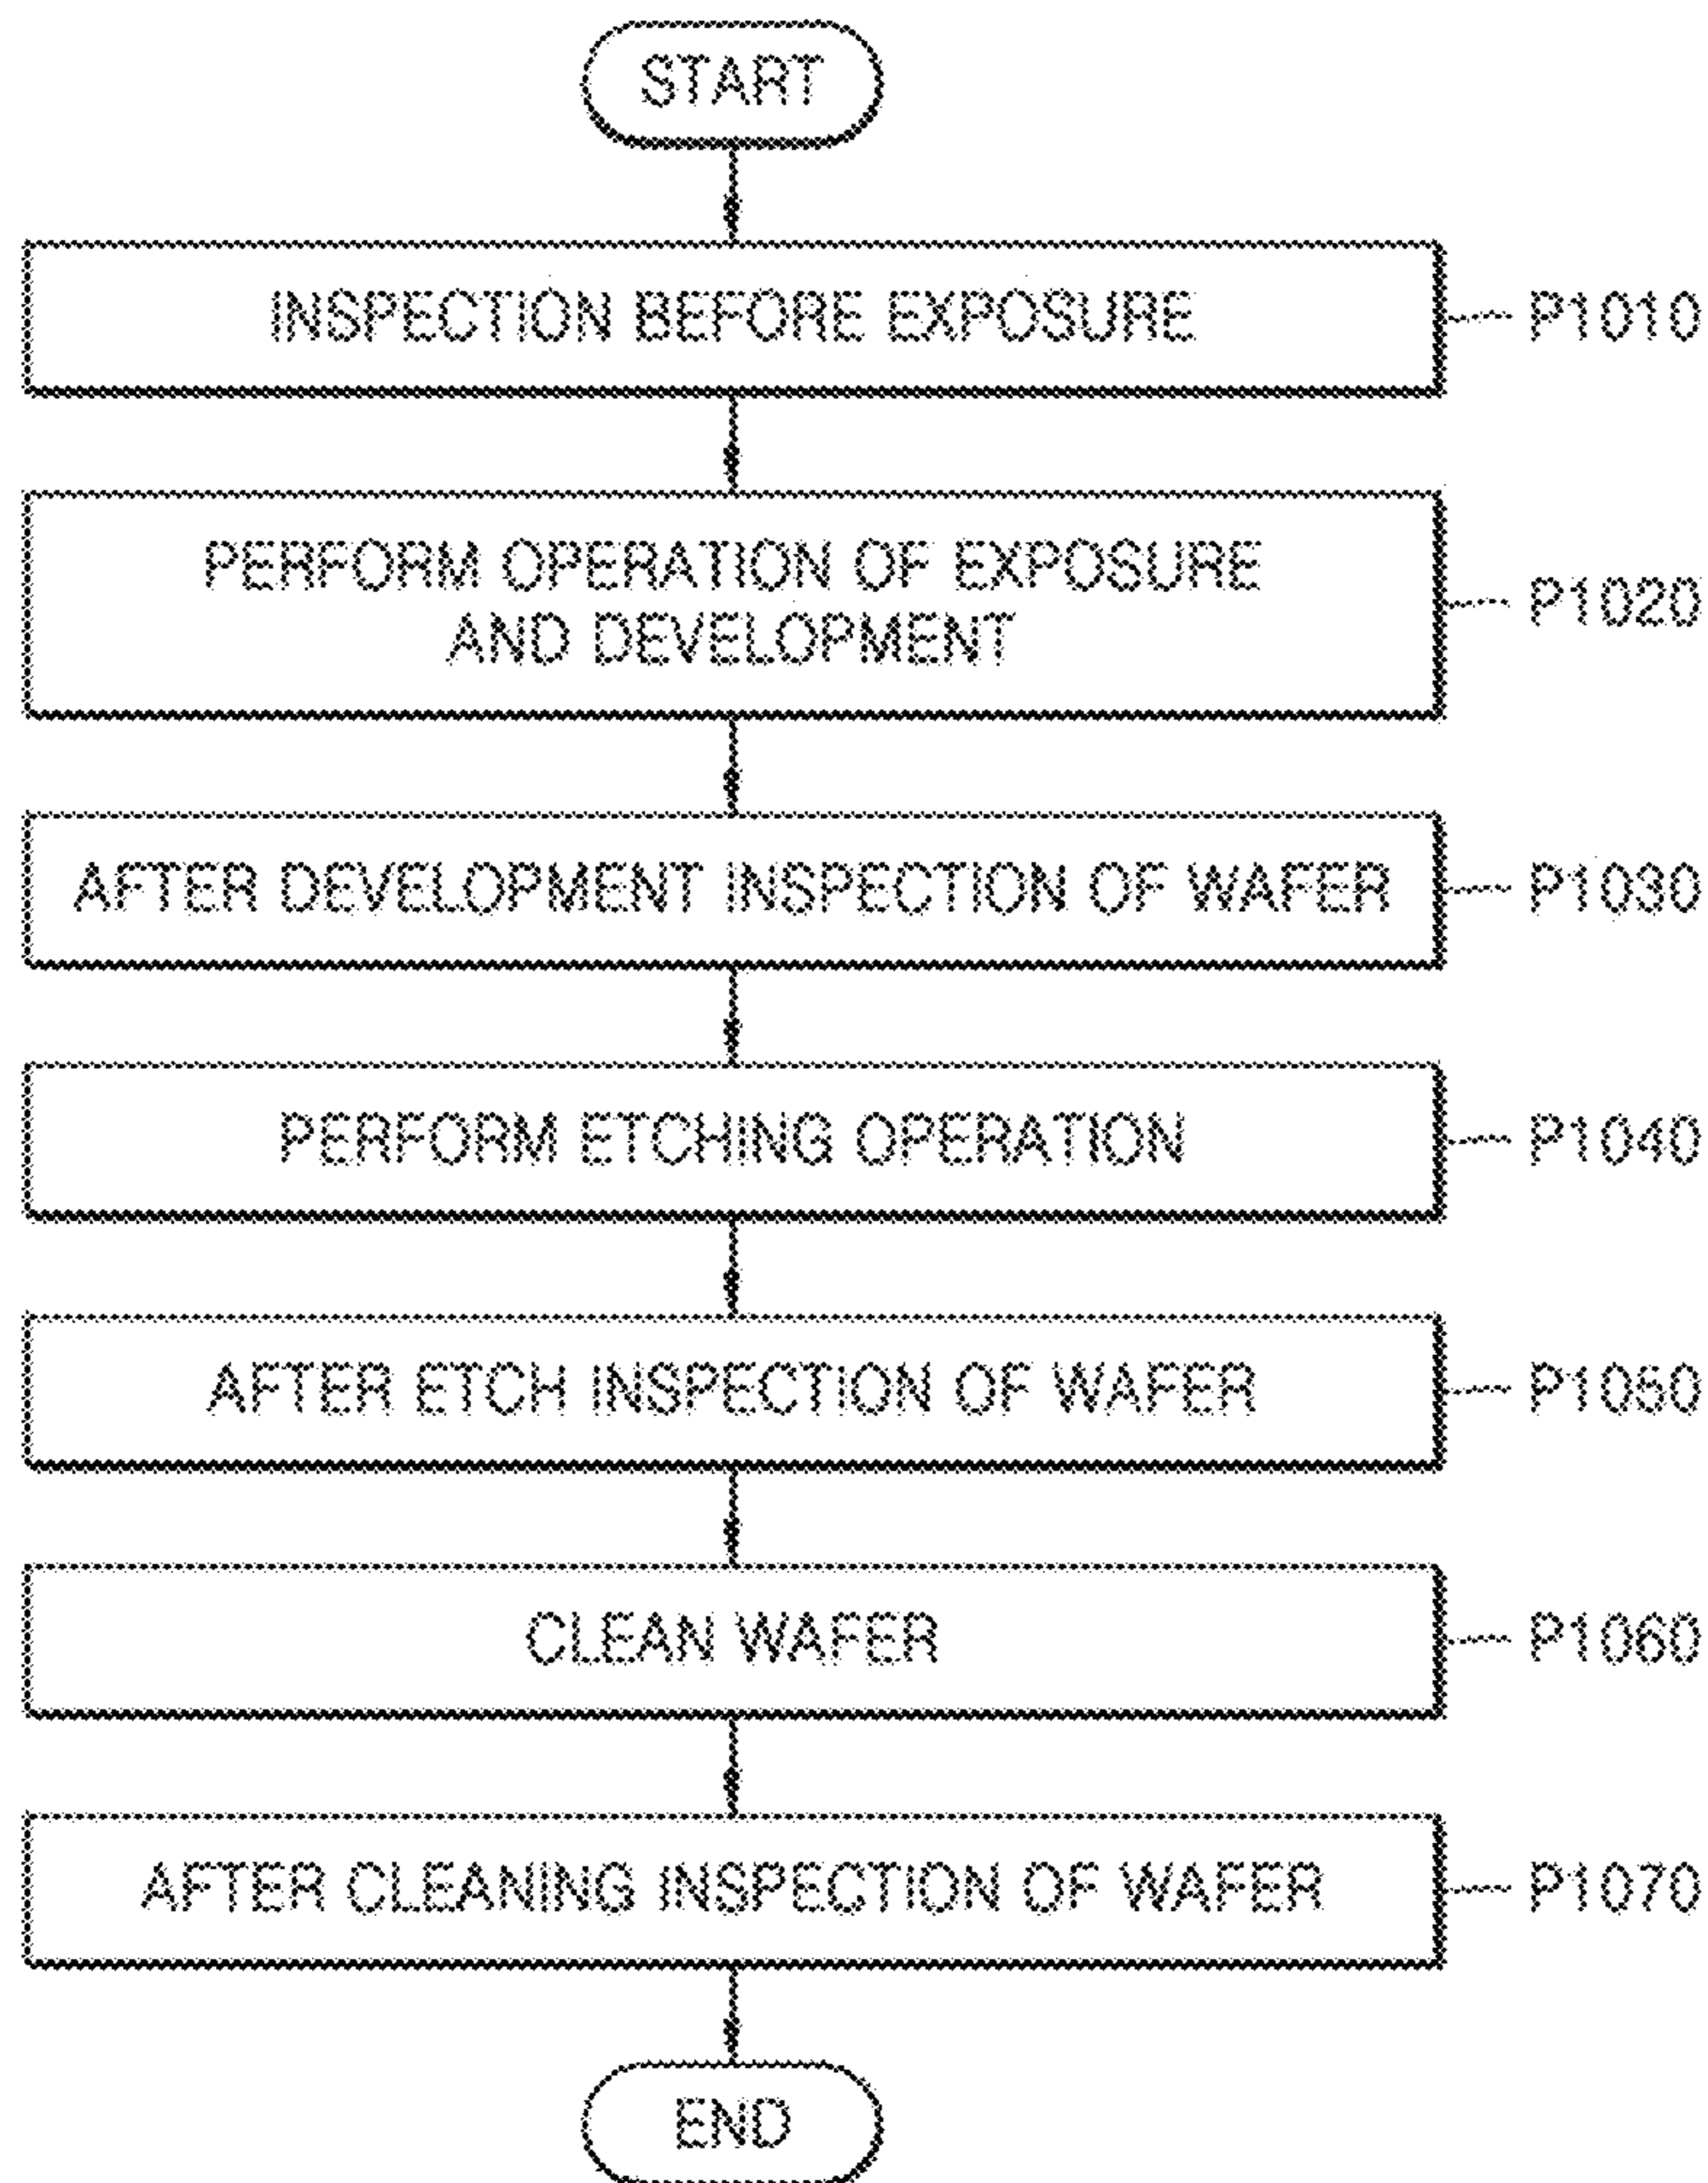 START
INSPECTION BEFORE EXPOSURE
P1010
PERFORM OPERATION OF EXPOSURE
AND DEVELOPMENT
P1020
AFTER DEVELOPMENT INSPECTION OF WAFER
P1030
PERFORM ETCHING OPERATION
P1040
AFTER ETCH INSPECTION OF WAFER
P1050
CLEAN WAFER
P1060
AFTER CLEANING INSPECTION OF WAFER
P1070
END